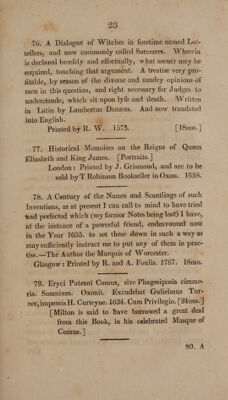 23
76. A Dialogue of Witches in foretime named Lot-
tellers, and now commonly called Sorcerers. Wherein
is declared breefely and effectually, what soeuer may be
required, touching that argument. A treatise very pro-
fitable, by reason of the diverse and sundry opinions of
men in this question, and right necessary for Judges to
understande, which sit upon lyfe and death. Written
in Latin by Lambertus Danæus. And now translated
into English.
Printed by R. W. 1575. [18mo.]
77. Historical Memoires on the Reigns of Queen
Elizabeth and King James. [Portraits.]
London: Printed by J. Grismond, and are to be
sold by T Robinson Bookseller in Oxon. 1658.
78. A Century of the Names and Scantlings of such
Inventions, as at present I can call to mind to have tried
and perfected which (my former Notes being lost) I have,
at the instance of a powerful friend, endeavoured now
in the Year 1655. to set these down in such a way as
may sufficiently instruct me to put any of them in prac-
tise.—The Author the Marquis of Worcester.
Glasgow: Printed by R. and A. Foulis. 1767. 18mo.
79. Eryci Puteani Comus, sive Phagesiposia cimme-
ria. Somnium. Oxonii. Excudebat Gulielmus Tur-
ner, impensis H. Curteyne. 1634. Cum Privilegio. [24mo.]
[Milton is said to have borrowed a great deal
from this Book, in his celebrated Masque of
Comus.]
80. A